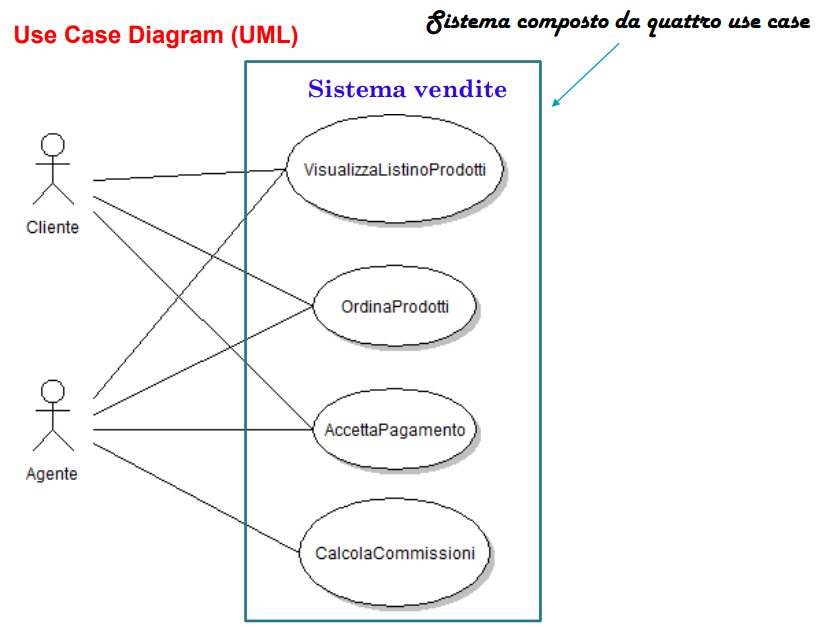 Sistema composto da quattro use case
Use Case Diagram (UML)
Sistema vendite
VisualizzaListinoProdotti
Cliente
OrdinaProdotti
AccettaPagamento
Agente
CalcolaCommissioni